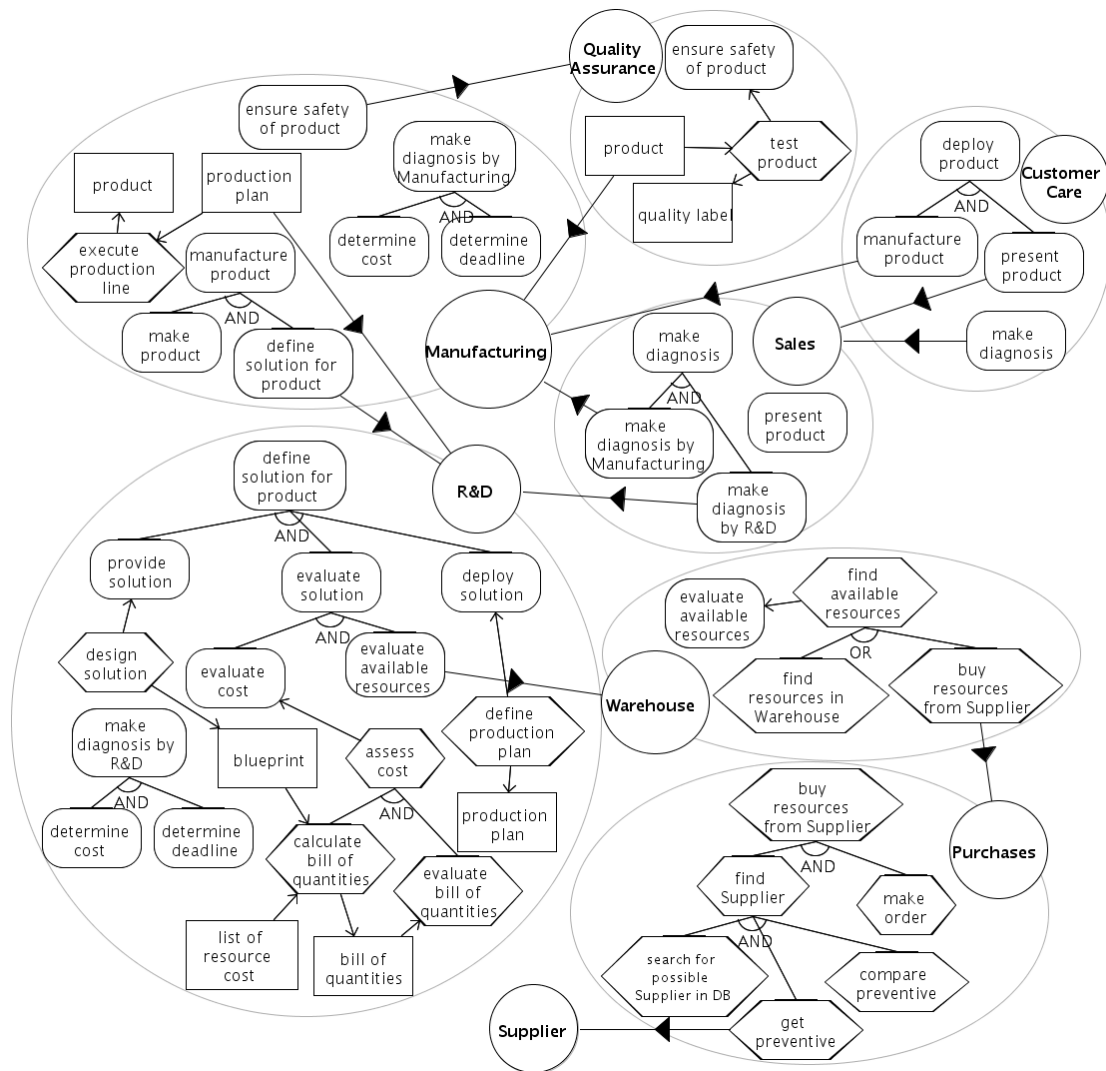 Quality
Assurance
ensure safety
of product
ensure safety
of product
make
diagnosis by
Manufacturing
AND
determine
cost
determine
deadline
product
production
plan
execute
production
line
manufacture
product
AND
make
product
define
solution for
product
product
test
product
quality label
deploy
product
AND
Customer
Care
manufacture
product
present
product
make
diagnosis
Manufacturing
make
diagnosis
AND
Sales
present
product
make
diagnosis by
Manufacturing
make
diagnosis
by R&D
define
solution for
product
AND
R&D
provide
solution
evaluate
solution
deploy
solution
AND
design
solution
evaluate
cost
evaluate
available
resources
make
diagnosis by
R&D
AND
determine
cost
determine
deadline
blueprint
assess
cost
AND
define
production
plan
production
plan
calculate
bill of
quantities
evaluate
bill of
quantities
list of
resource
cost
bill of
quantities
evaluate
available
resources
find
available
resources
OR
Warehouse
find
resources in
Warehouse
buy
resources
from Supplier
buy
resources
from Supplier
AND
Purchases
find
Supplier
make
order
AND
search for
possible
Supplier in DB
compare
preventive
get
preventive
Supplier